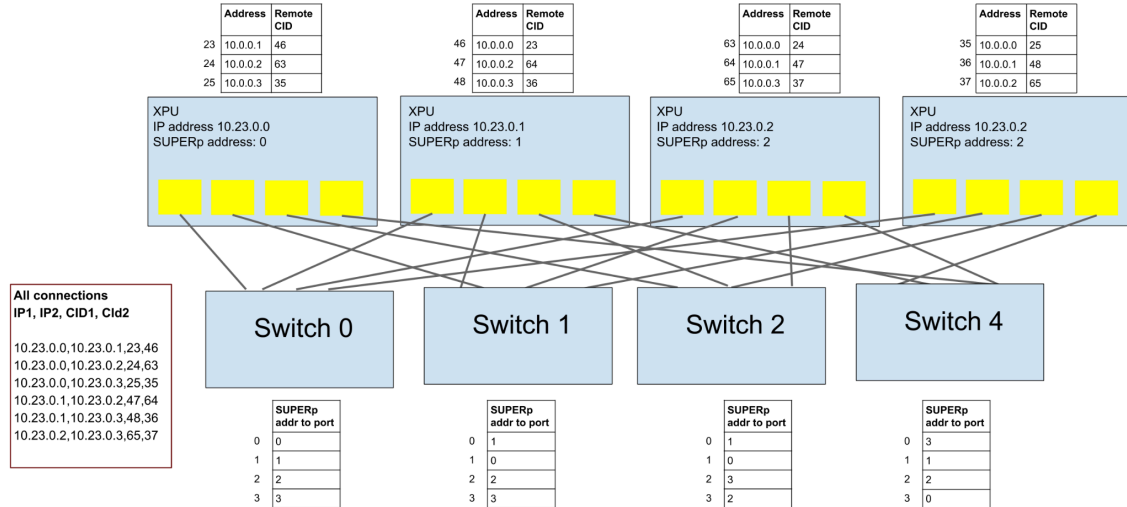 Address Remote CID
23 10.0.0.1 46
24 10.0.0.2 63
25 10.0.0.3 35
Address Remote CID
46 10.0.0.0 23
47 10.0.0.2 64
48 10.0.0.3 36
Address Remote CID
63 10.0.0.0 24
64 10.0.0.1 47
65 10.0.0.3 37
Address Remote CID
35 10.0.0.0 25
36 10.0.0.1 48
37 10.0.0.2 65
XPU
IP address 10.23.0.0
SUPERp address: 0
XPU
IP address 10.23.0.1
SUPERp address: 1
XPU
IP address 10.23.0.2
SUPERp address: 2
XPU
IP address 10.23.0.2
SUPERp address: 2
All connections
IP1, IP2, CID1, CId2
10.23.0.0,10.23.0.1,23,46
10.23.0.0,10.23.0.2,24,63
10.23.0.0,10.23.0.3,25,35
10.23.0.1,10.23.0.2,47,64
10.23.0.1,10.23.0.3,48,36
10.23.0.2,10.23.0.3,65,37
Switch 0
Switch 1
Switch 2
Switch 4
SUPERp
addr to port
0 0
1 1
2 2
3 3
SUPERp
addr to port
0 1
1 0
2 2
3 3
SUPERp
addr to port
0 1
1 0
2 3
3 2
SUPERp
addr to port
0 3
1 1
2 2
3 0